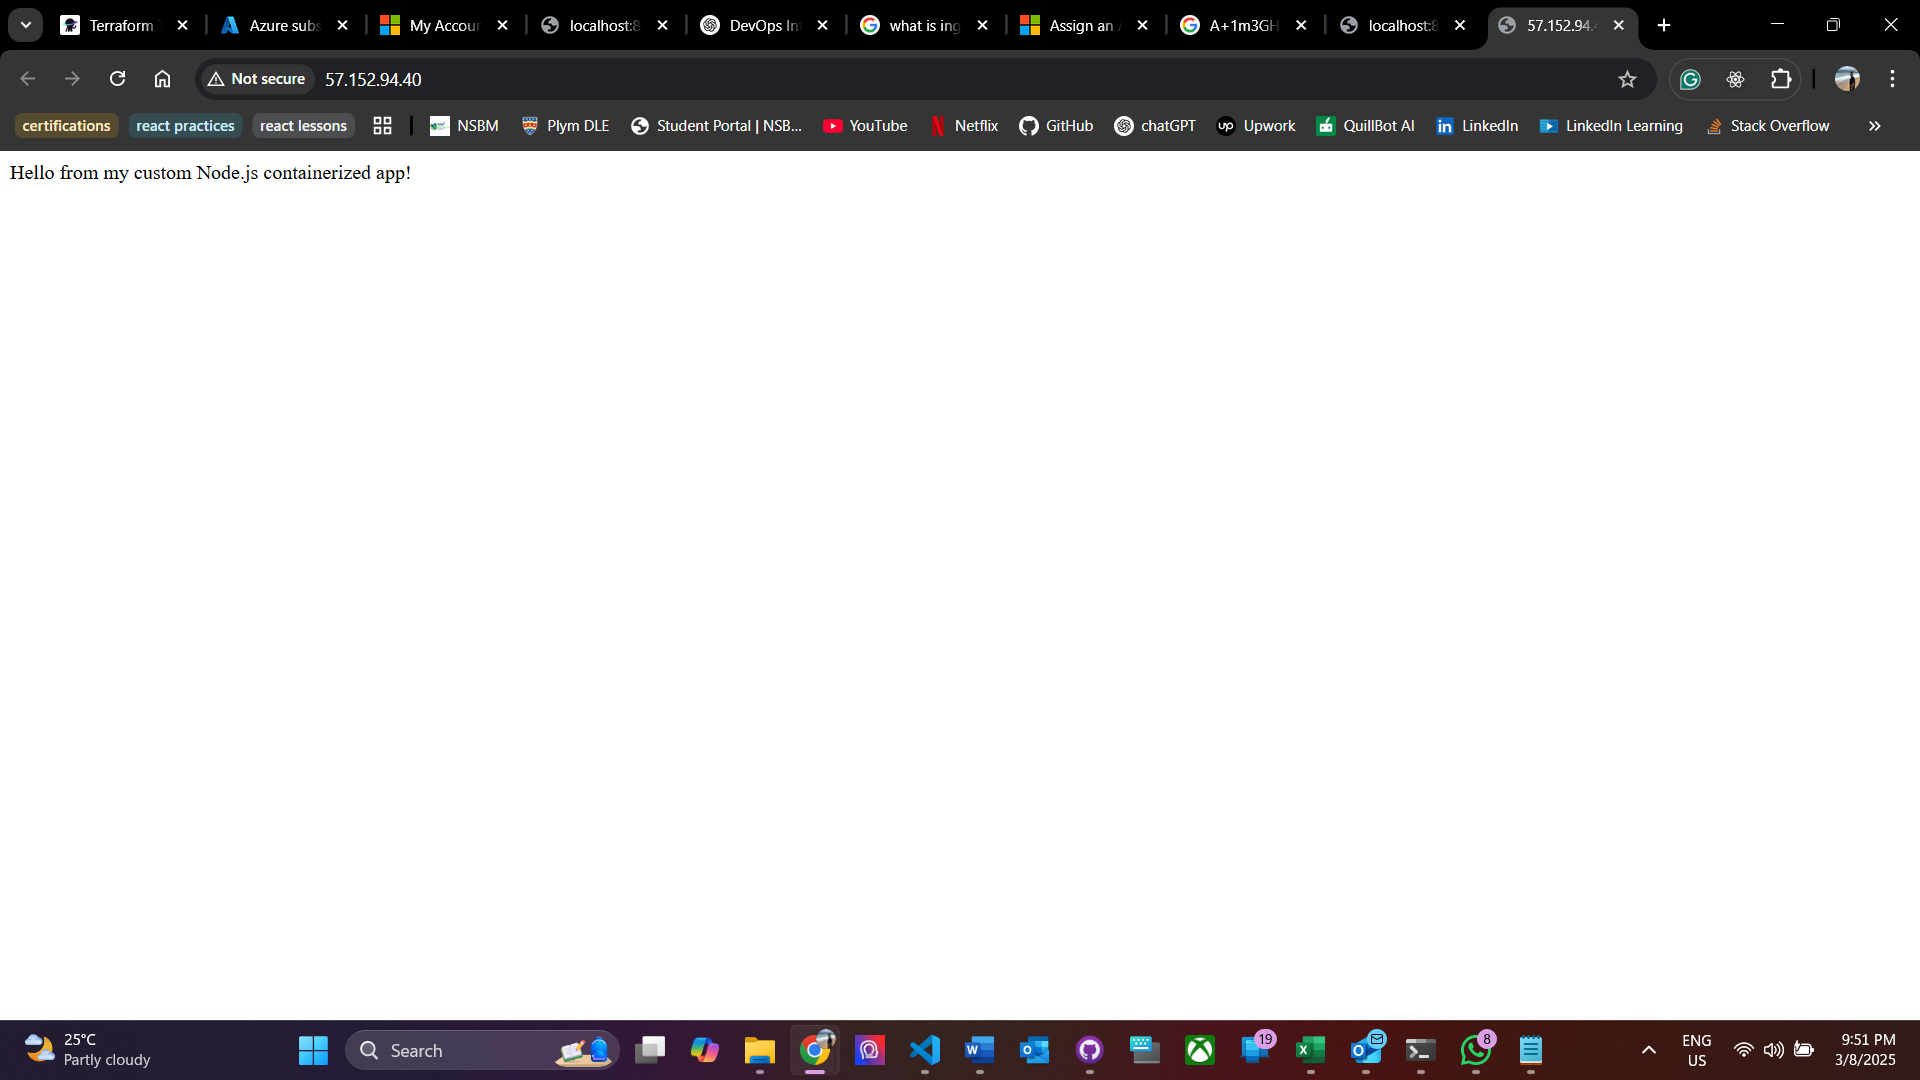 Terraform T
Azure subs
My Accoun
localhost:8
DevOps Int
what is ing
Assign an A
A+1m3GH
localhost:8
57.152.94.4
Not secure
57.152.94.40
certifications
react practices
react lessons
NSBM
Plym DLE
Student Portal | NSB...
YouTube
Netflix
GitHub
chatGPT
Upwork
QuillBot AI
LinkedIn
LinkedIn Learning
Stack Overflow
Hello from my custom Node.js containerized app!
25°C
Partly cloudy
Search
19
8
ENG
US
9:51 PM
3/8/2025